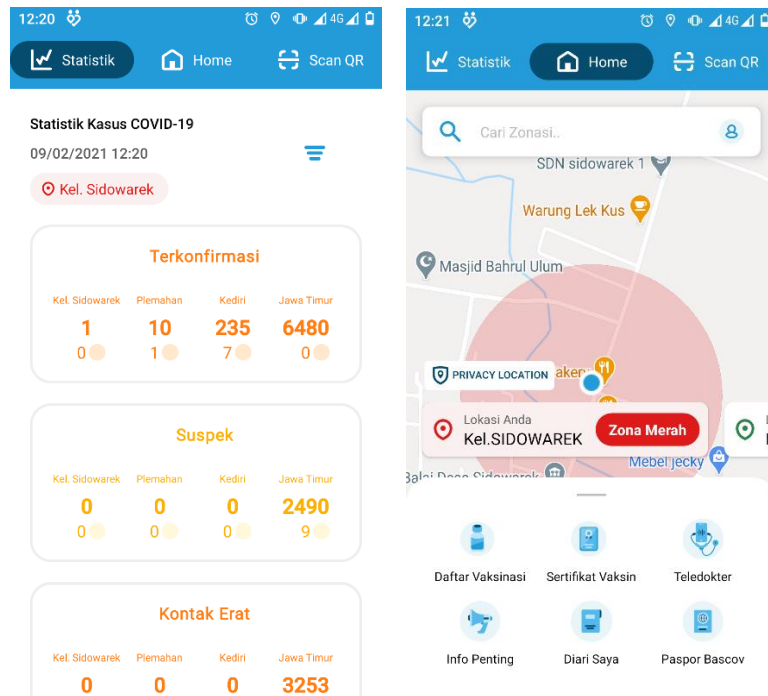 12:20
4G
Statistik
Home
Scan QR
Statistik Kasus COVID-19
09/02/2021 12:20
Kel. Sidowarek
Terkonfirmasi
Kel. Sidowarek Plemahan Kediri Jawa Timur
1 10 235 6480
0 1 7 0
Suspek
Kel. Sidowarek Plemahan Kediri Jawa Timur
0 0 0 2490
0 0 0 9
Kontak Erat
Kel. Sidowarek Plemahan Kediri Jawa Timur
0 0 0 3253
12:21
4G
Statistik
Home
Scan QR
Cari Zonasi..
SDN sidowarek 1
Warung Lek Kus
Masjid Bahrul Ulum
PRIVACY LOCATION
Lokasi Anda
Kel.SIDOWAREK
Zona Merah
Mebel jecky
Daftar Vaksinasi
Sertifikat Vaksin
Teledokter
Info Penting
Diari Saya
Paspor Bascov